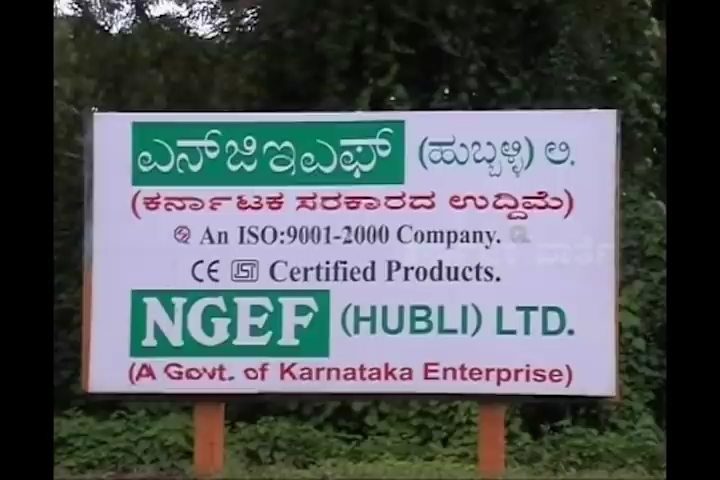 ಎನ್‌ಜಿಇಎಫ್ (ಹುಬ್ಬಳ್ಳಿ) ಲಿ.
(ಕರ್ನಾಟಕ ಸರಕಾರದ ಉದ್ದಿಮೆ)
An ISO:9001-2000 Company.
CE ISI Certified Products.
NGEF (HUBLI) LTD.
(A Govt. of Karnataka Enterprise)